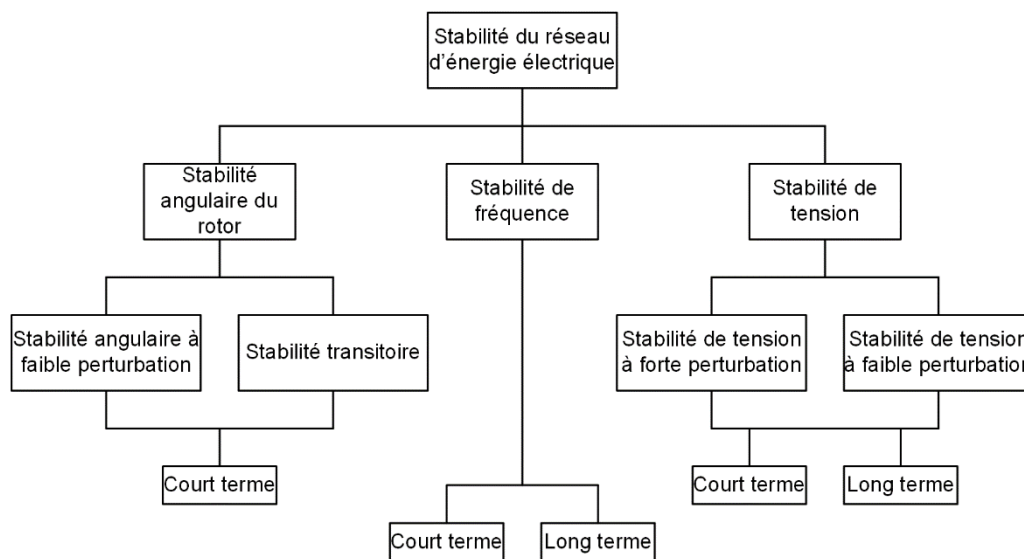 Stabilité du réseau
d'énergie électrique
Stabilité
angulaire du
rotor
Stabilité de
fréquence
Stabilité de
tension
Stabilité angulaire à
faible perturbation
Stabilité transitoire
Stabilité de tension
à forte perturbation
Stabilité de tension
à faible perturbation
Court terme
Court terme
Long terme
Court terme
Long terme